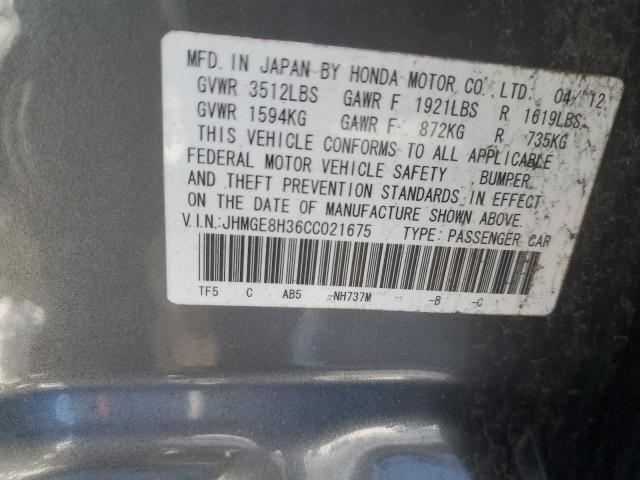 MFD. IN JAPAN BY HONDA MOTOR CO., LTD. 04/12
GVWR 3512LBS GAWR F 1921LBS R 1619LBS
GVWR 1594KG GAWR F 872KG R 735KG
THIS VEHICLE CONFORMS TO ALL APPLICABLE
FEDERAL MOTOR VEHICLE SAFETY BUMPER,
AND THEFT PREVENTION STANDARDS IN EFFECT
ON THE DATE OF MANUFACTURE SHOWN ABOVE.
V.I.N.:JHMGE8H36CC021675 TYPE:PASSENGER CAR
TF5 C AB5 -NH737M - -B -C